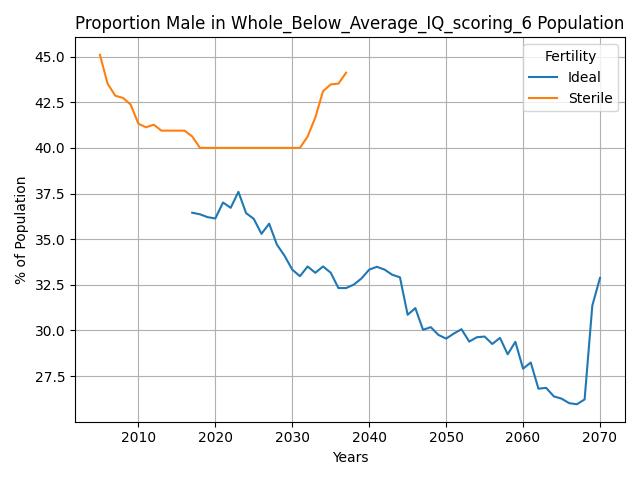 Proportion Male in Whole_Below_Average_IQ_scoring_6 Population
Fertility
Ideal
Sterile
% of Population
45.0
42.5
40.0
37.5
35.0
32.5
30.0
27.5
2010 2020 2030 2040 2050 2060 2070
Years